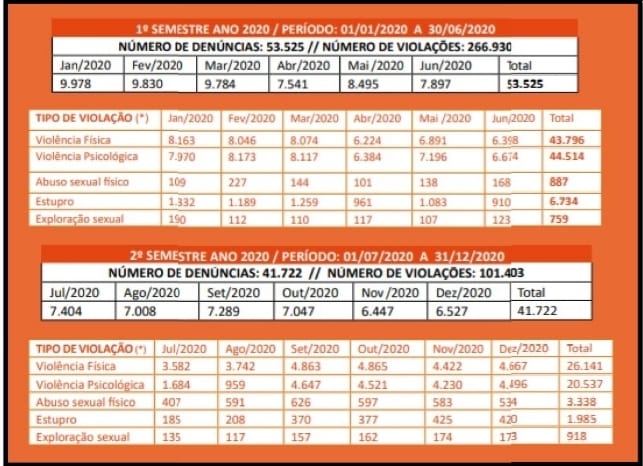 1º SEMESTRE ANO 2020 / PERÍODO: 01/01/2020 A 30/06/2020
NÚMERO DE DENÚNCIAS: 53.525 // NÚMERO DE VIOLAÇÕES: 266.930
Jan/2020 Fev/2020 Mar/2020 Abr/2020 Mai /2020 Jun/2020 Total
9.978 9.830 9.784 7.541 8.495 7.897 53.525
TIPO DE VIOLAÇÃO (*) Jan/2020 Fev/2020 Mar/2020 Abr/2020 Mai /2020 Jun/2020 Total
Violência Física 8.163 8.046 8.074 6.224 6.891 6.398 43.796
Violência Psicológica 7.970 8.173 8.117 6.384 7.196 6.674 44.514
Abuso sexual físico 109 227 144 101 138 168 887
Estupro 1.332 1.189 1.259 961 1.083 910 6.734
Exploração sexual 190 112 110 117 107 123 759
2º SEMESTRE ANO 2020 / PERÍODO: 01/07/2020 A 31/12/2020
NÚMERO DE DENÚNCIAS: 41.722 // NÚMERO DE VIOLAÇÕES: 101.403
Jul/2020 Ago/2020 Set/2020 Out/2020 Nov /2020 Dez/2020 Total
7.404 7.008 7.289 7.047 6.447 6.527 41.722
TIPO DE VIOLAÇÃO (*) Jul/2020 Ago/2020 Set/2020 Out/2020 Nov/2020 Dez/2020 Total
Violência Física 3.582 3.742 4.863 4.865 4.422 4.667 26.141
Violência Psicológica 1.684 959 4.647 4.521 4.230 4.496 20.537
Abuso sexual físico 407 591 626 597 583 534 3.338
Estupro 185 208 370 377 425 420 1.985
Exploração sexual 135 117 157 162 174 173 918